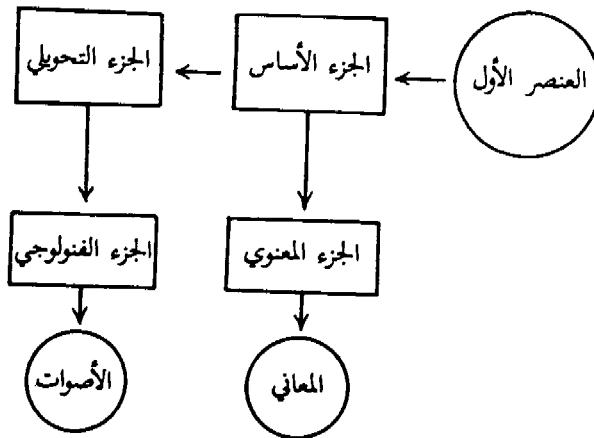 العنصر الأول
الجزء الأساس
الجزء التحويلي
الجزء المعنوي
الجزء الفنولوجي
المعاني
الأصوات